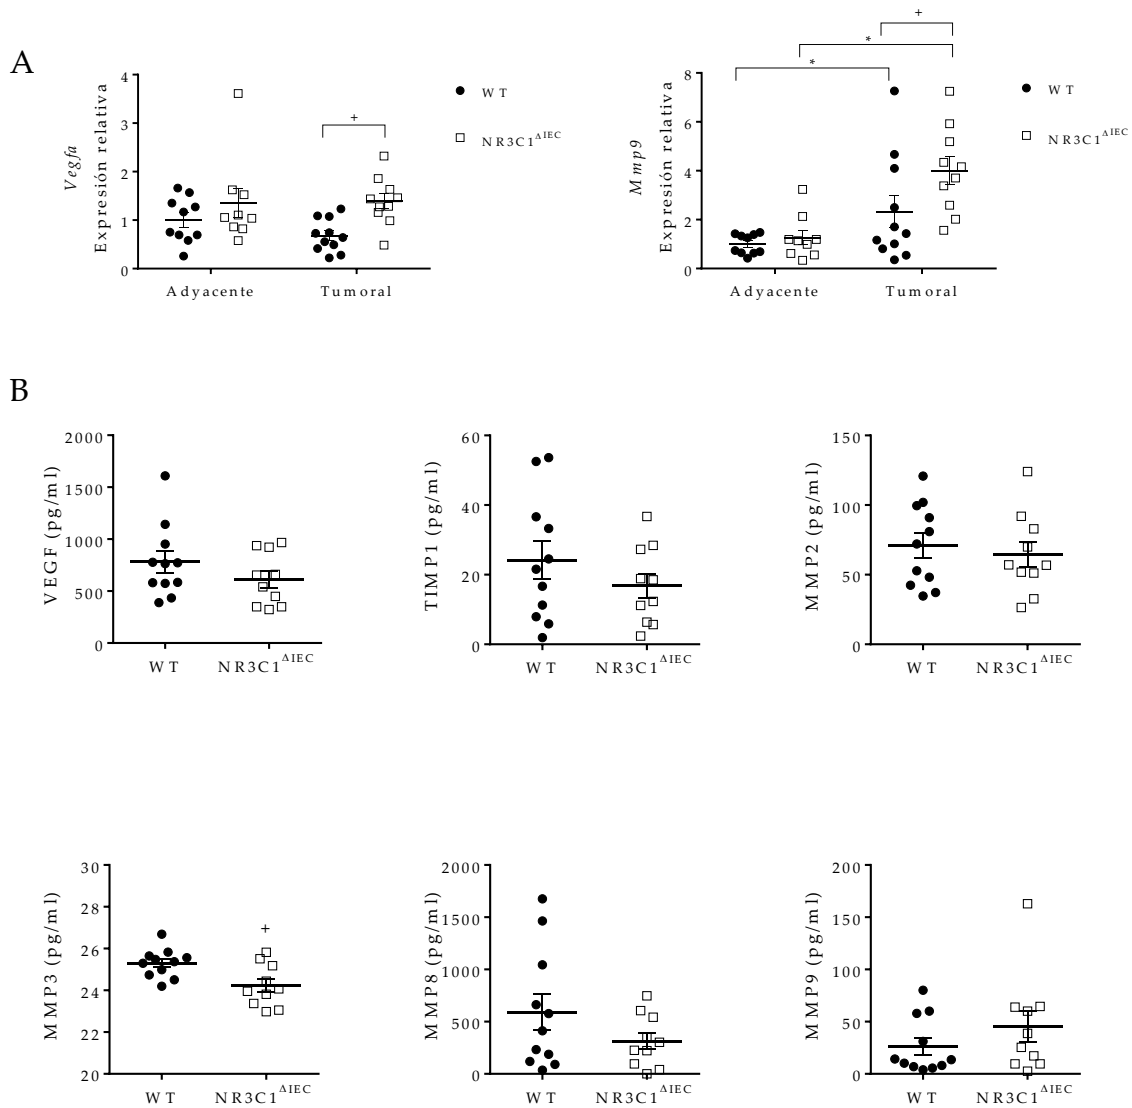 A
Vegfa
Expresión relativa
4
3
2
1
0
+
Adyacente
Tumoral
WT
NR3C1ΔIEC
Mmp9
Expresión relativa
8
6
4
2
0
*
*
+
Adyacente
Tumoral
WT
NR3C1ΔIEC
B
VEGF (pg/ml)
2000
1500
1000
500
0
WT
NR3C1ΔIEC
TIMP1 (pg/ml)
60
40
20
0
WT
NR3C1ΔIEC
MMP2 (pg/ml)
150
100
50
0
WT
NR3C1ΔIEC
MMP3 (pg/ml)
30
28
26
24
22
20
+
WT
NR3C1ΔIEC
MMP8 (pg/ml)
2000
1500
1000
500
0
WT
NR3C1ΔIEC
MMP9 (pg/ml)
200
150
100
50
0
WT
NR3C1ΔIEC